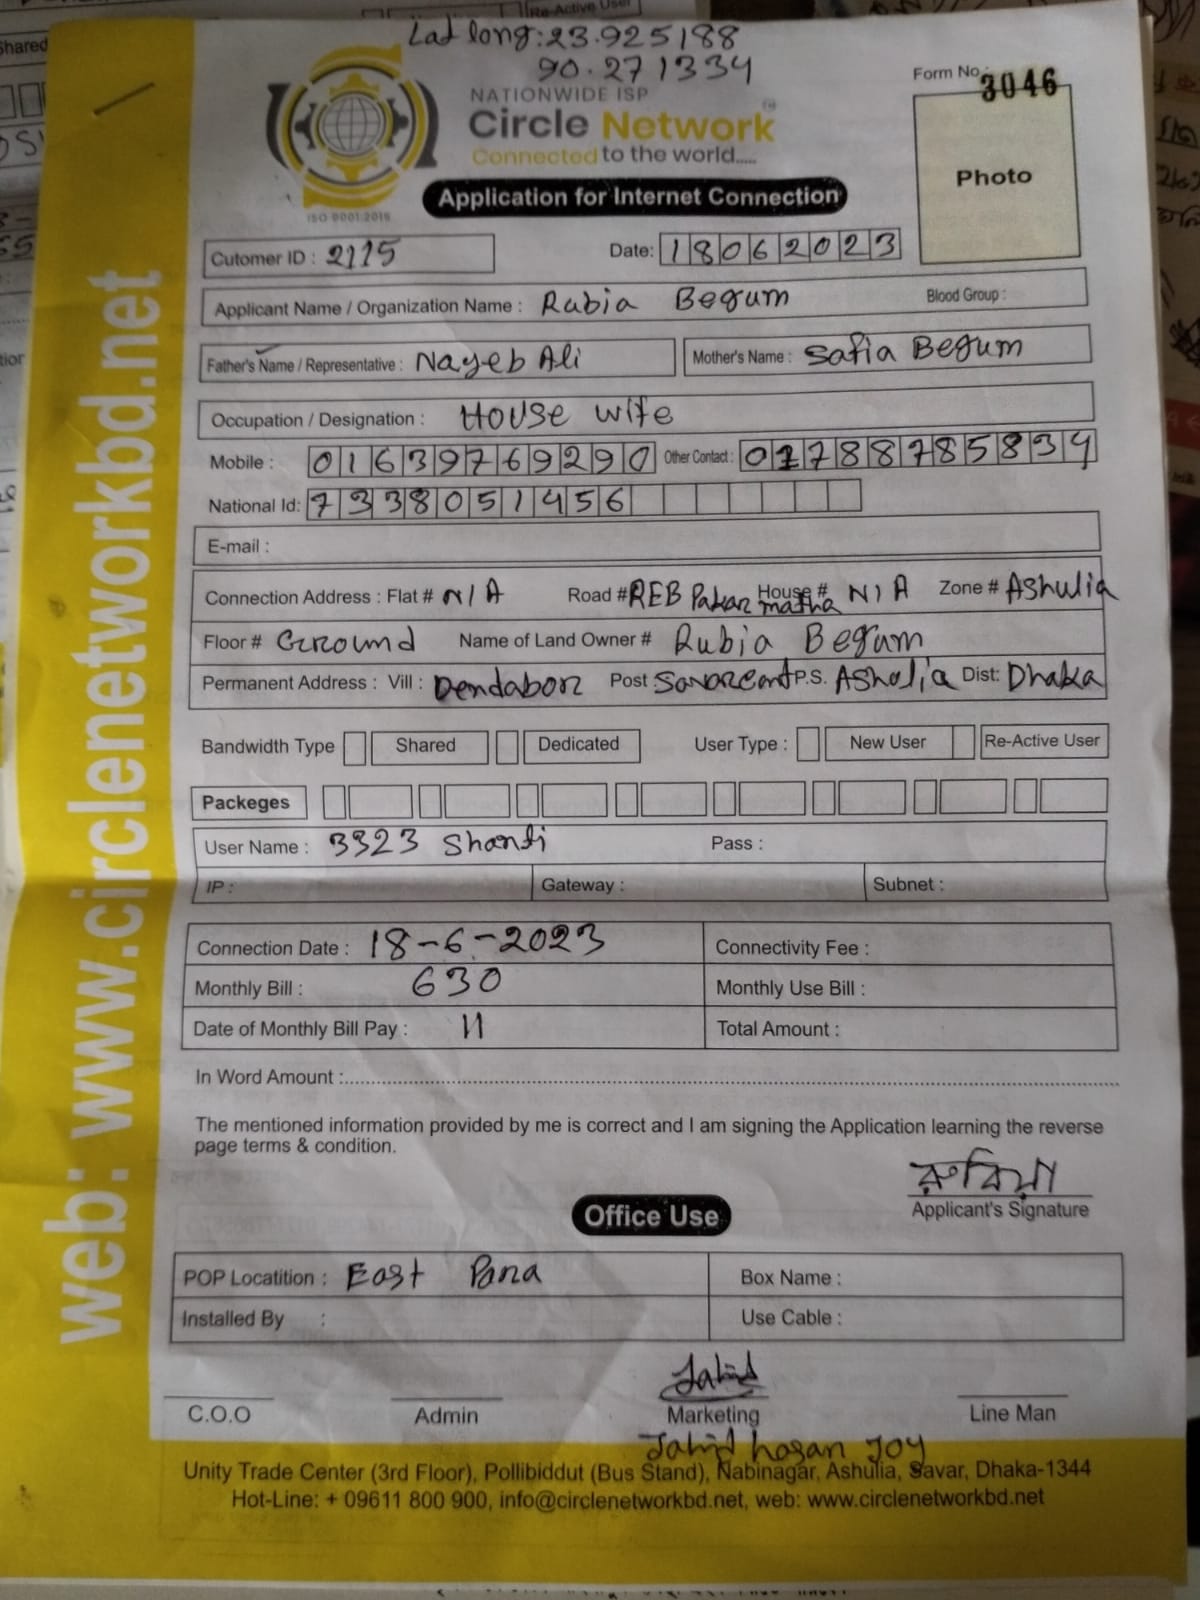 Lat long:23.925188
90.271334
NATIONWIDE ISP
Circle Network
Connected to the world.....
ISO 9001:2015
Form No.: 3046
Photo
Application for Internet Connection
Cutomer ID : 2115
Date: 18062023
Applicant Name / Organization Name : Rubia Begum Blood Group :
Father's Name / Representative : Nayeb Ali Mother's Name : Safia Begum
Occupation / Designation : House wife
Mobile : 01639769290 Other Contact : 01788785834
National Id: 7338051456
E-mail :
Connection Address : Flat # N/A Road # REB Pukur matha House # N/A Zone # Ashulia
Floor # Ground Name of Land Owner # Rubia Begum
Permanent Address : Vill : Dendabor Post Savarcant P.S. Ashulia Dist: Dhaka
Bandwidth Type Shared Dedicated User Type : New User Re-Active User
Packeges
User Name : 3323 Shanti Pass :
IP : Gateway : Subnet :
Connection Date : 18-6-2023 Connectivity Fee :
Monthly Bill : 630 Monthly Use Bill :
Date of Monthly Bill Pay : 11 Total Amount :
In Word Amount :
The mentioned information provided by me is correct and I am signing the Application learning the reverse
page terms & condition.
রুবিয়া
Applicant's Signature
Office Use
POP Locatition : East Para Box Name :
Installed By : Use Cable :
Jahid
C.O.O Admin Marketing Line Man
Jahid hasan Joy
Unity Trade Center (3rd Floor), Pollibiddut (Bus Stand), Nabinagar, Ashulia, Savar, Dhaka-1344
Hot-Line: + 09611 800 900, info@circlenetworkbd.net, web: www.circlenetworkbd.net
web: www.circlenetworkbd.net